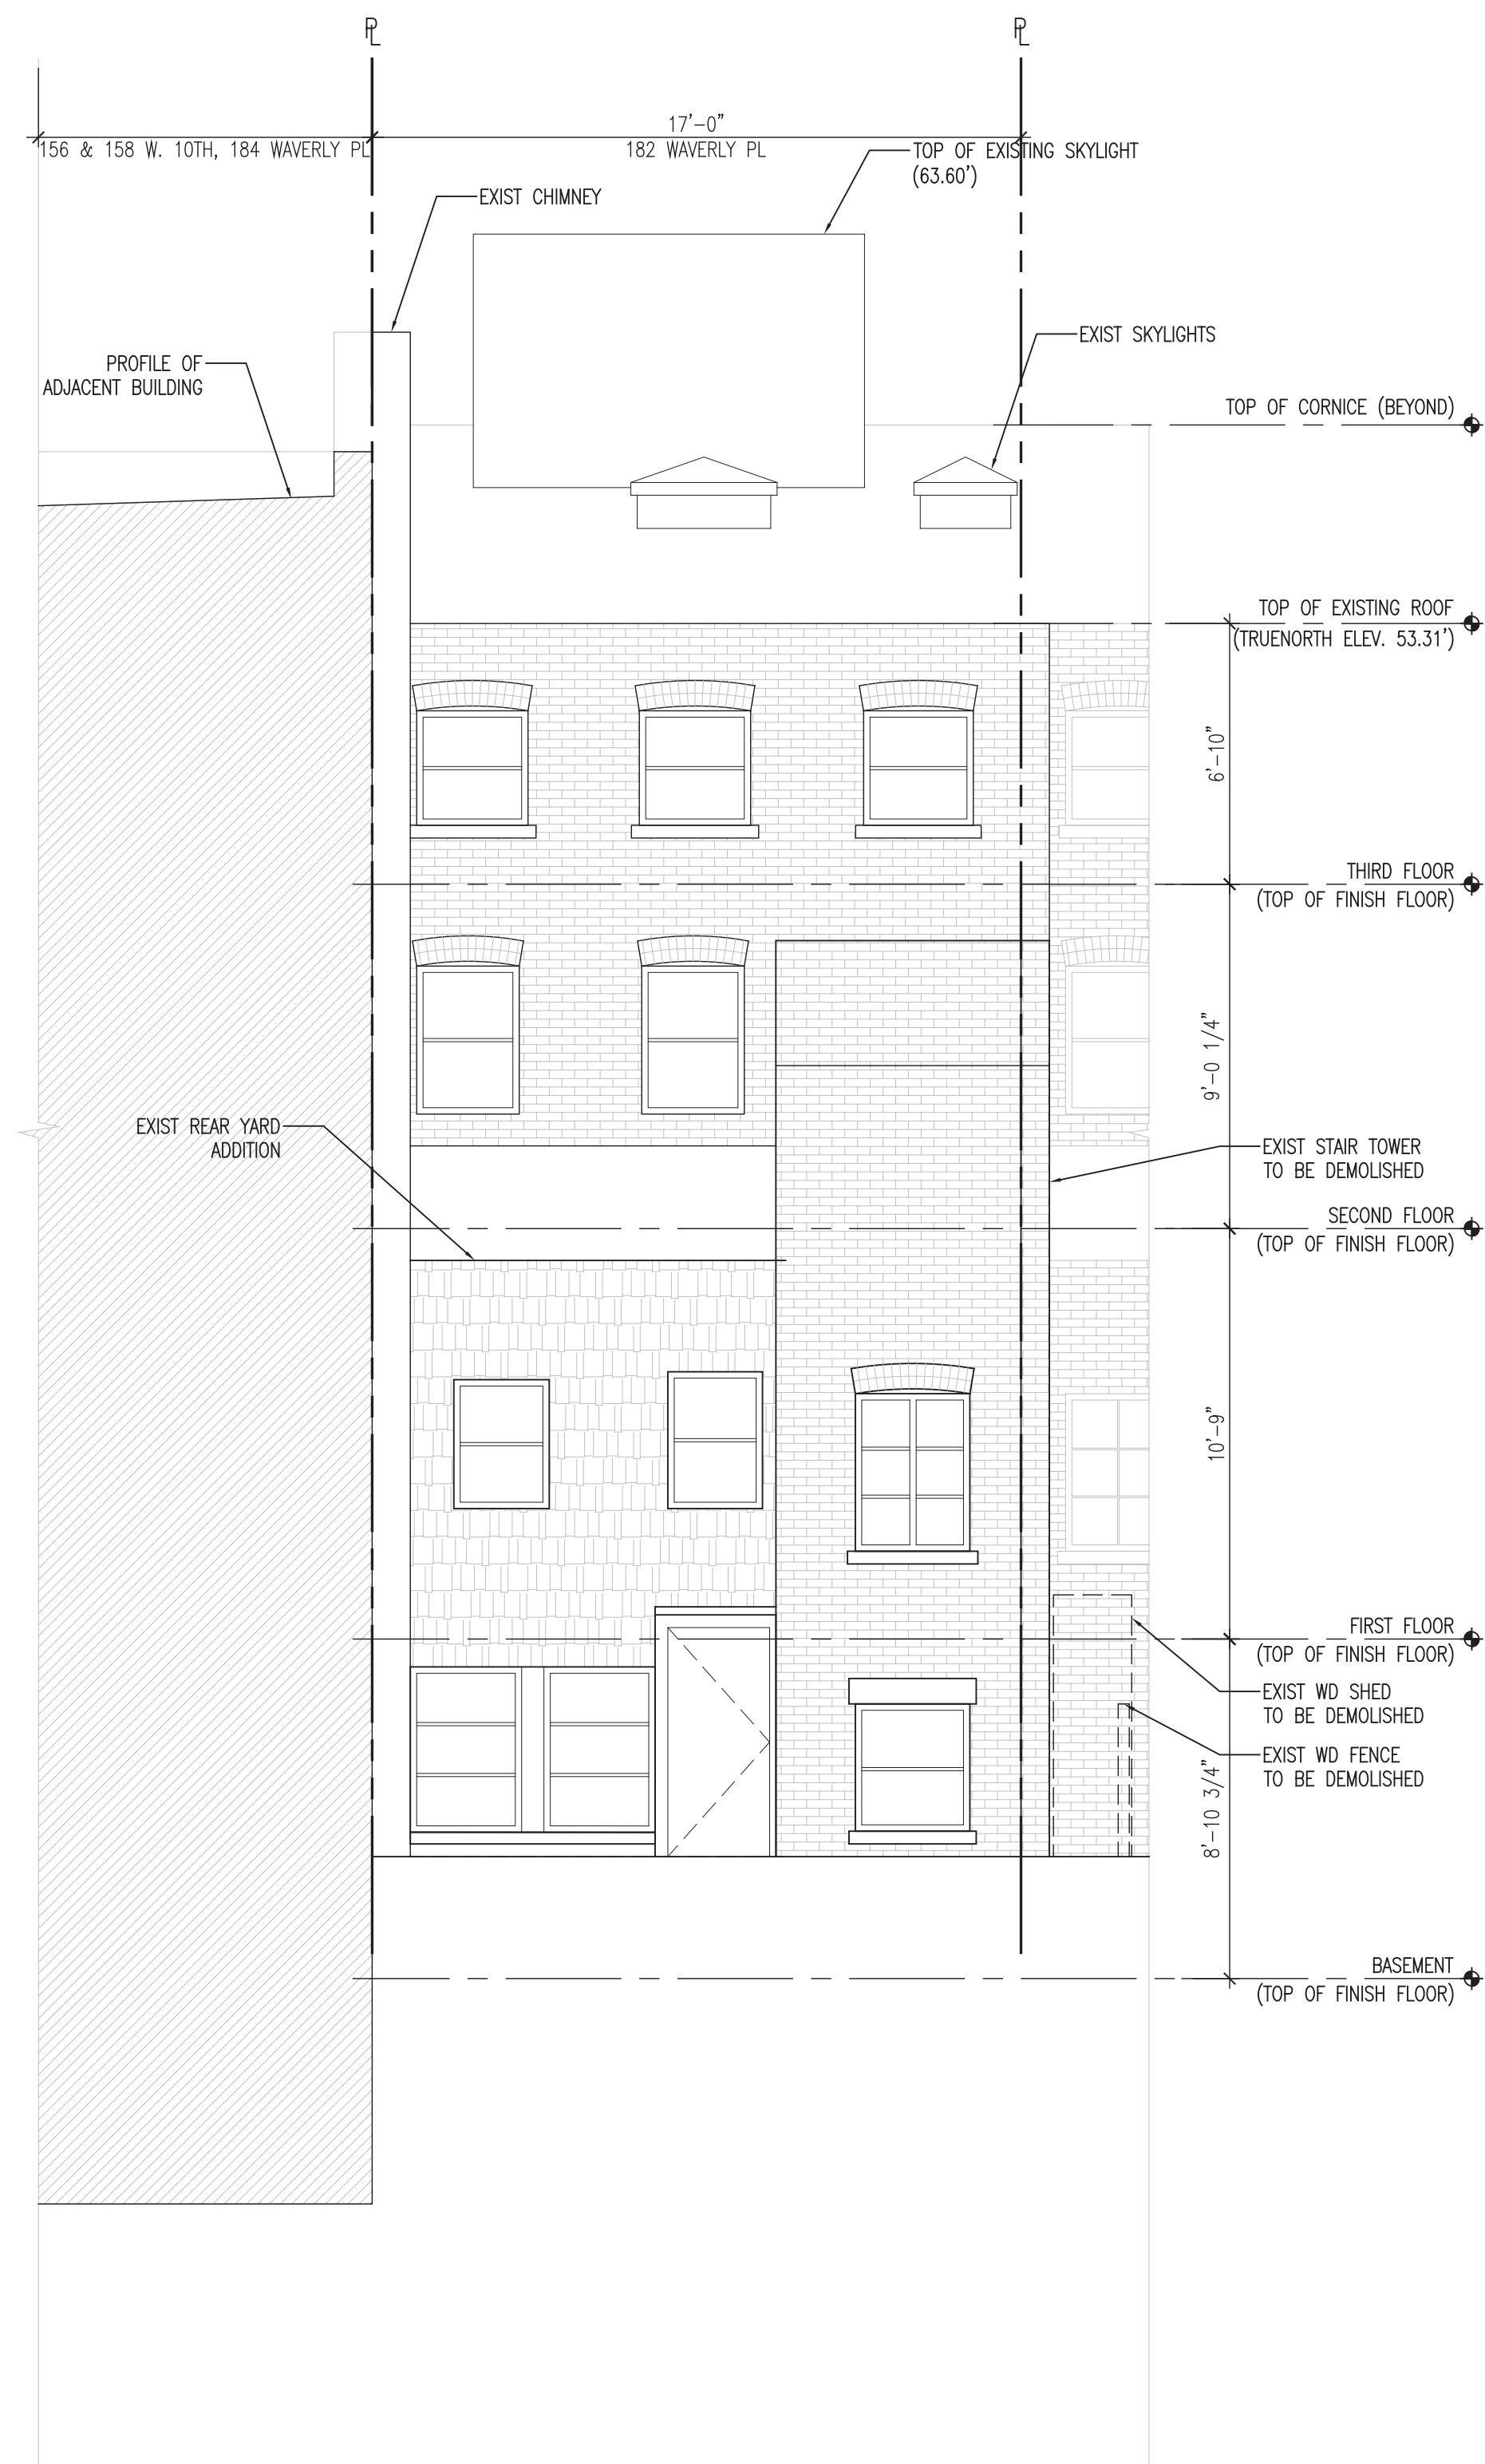 PL
PL
17'-0"
156 & 158 W. 10TH, 184 WAVERLY PL
182 WAVERLY PL
TOP OF EXISTING SKYLIGHT
(63.60')
EXIST CHIMNEY
EXIST SKYLIGHTS
PROFILE OF
ADJACENT BUILDING
TOP OF CORNICE (BEYOND)
TOP OF EXISTING ROOF
(TRUENORTH ELEV. 53.31')
6'-10"
THIRD FLOOR
(TOP OF FINISH FLOOR)
9'-0 1/4"
EXIST REAR YARD
ADDITION
EXIST STAIR TOWER
TO BE DEMOLISHED
SECOND FLOOR
(TOP OF FINISH FLOOR)
10'-9"
FIRST FLOOR
(TOP OF FINISH FLOOR)
EXIST WD SHED
TO BE DEMOLISHED
EXIST WD FENCE
TO BE DEMOLISHED
8'-10 3/4"
BASEMENT
(TOP OF FINISH FLOOR)